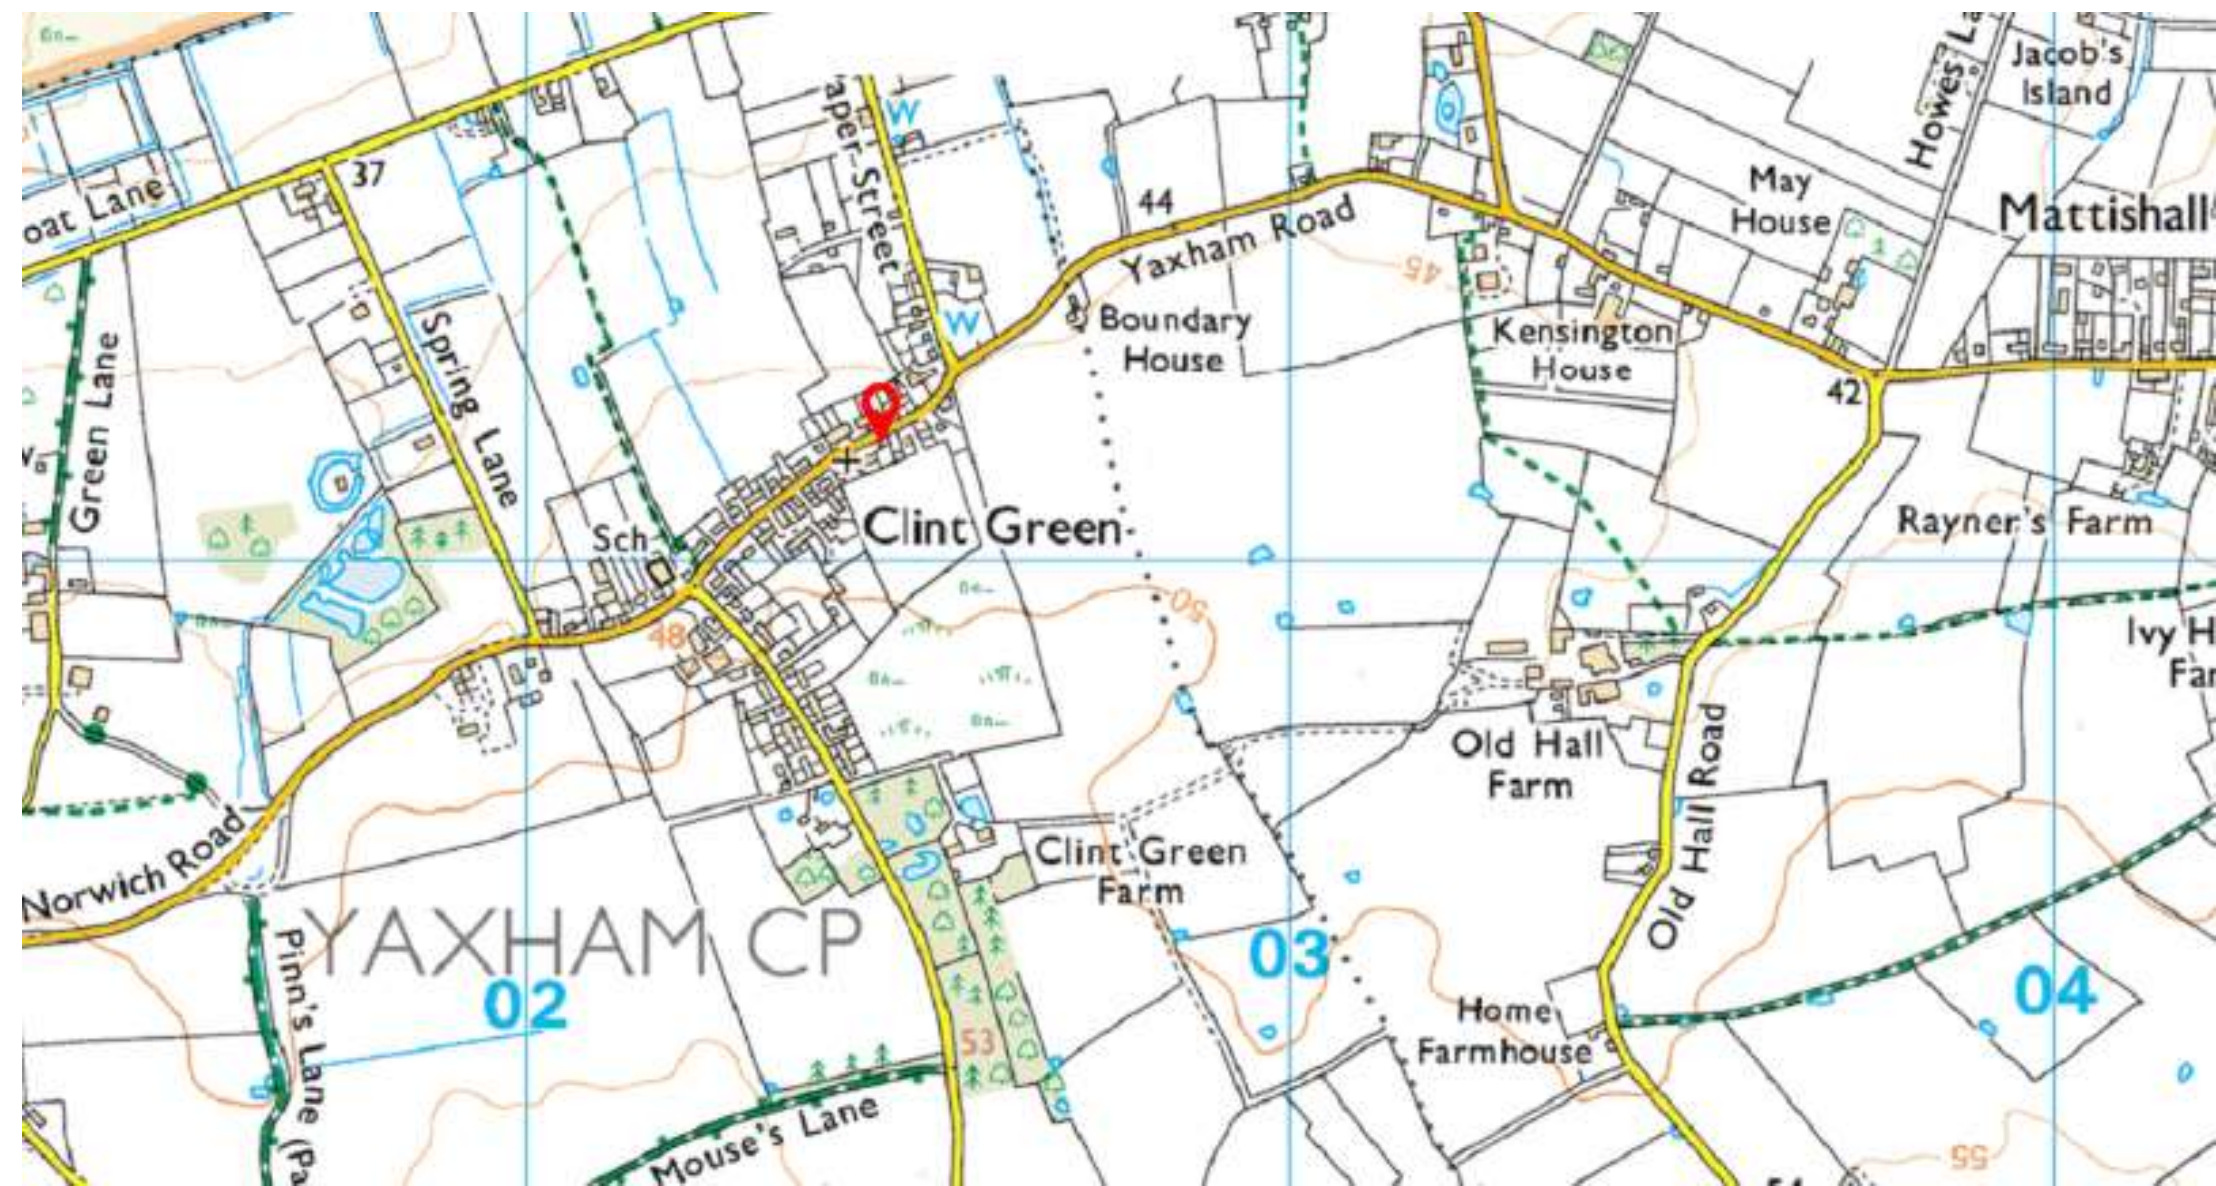 Jacob's
Island
Howes La
37
W
aper Street
44
May
House
Mattishall
oat Lane
Yaxham Road
45
Green Lane
Spring Lane
W
Boundary
House
Kensington
House
42
Sch
Clint Green
Rayner's Farm
50
48
Ivy H
Far
Old Hall
Farm
Old Hall Road
Norwich Road
Clint Green
Farm
YAXHAM CP
02
03
04
Pinn's Lane (Pa
Home
Farmhouse
53
Mouse's Lane
55